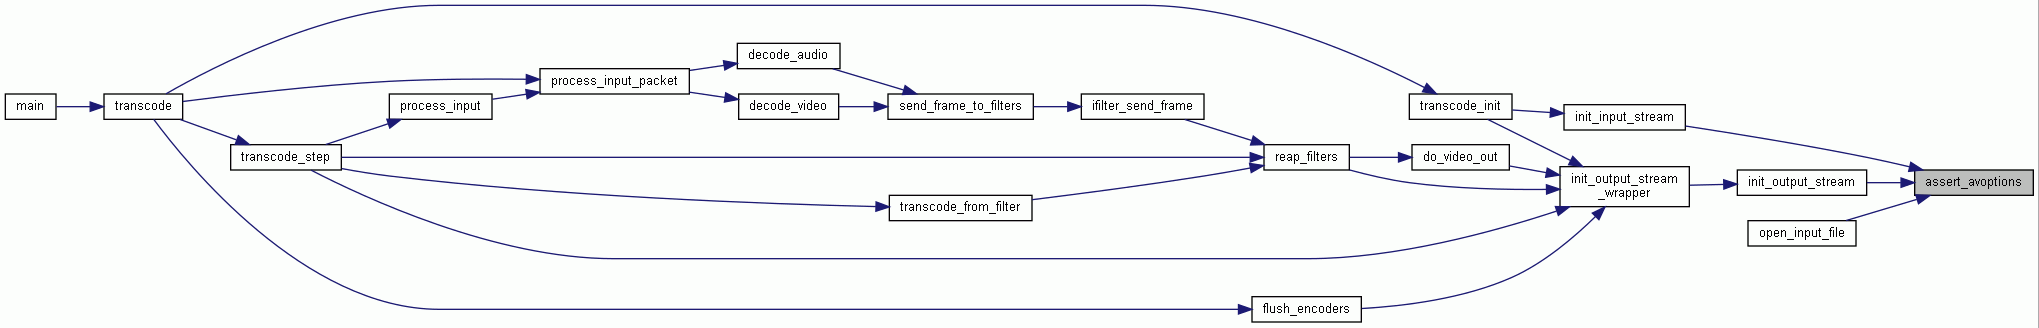 main
transcode
transcode_step
process_input
process_input_packet
decode_audio
decode_video
send_frame_to_filters
ifilter_send_frame
transcode_from_filter
reap_filters
flush_encoders
transcode_init
do_video_out
init_input_stream
init_output_stream
_wrapper
init_output_stream
open_input_file
assert_avoptions